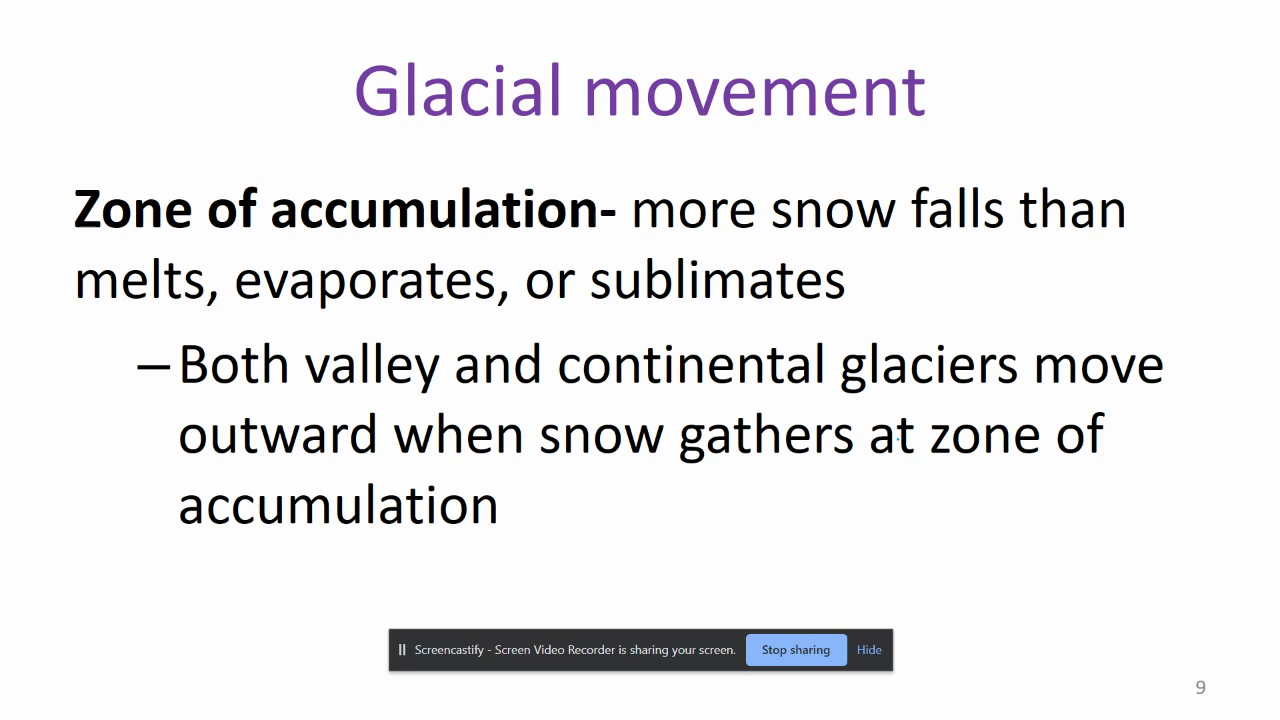 Glacial movement
Zone of accumulation- more snow falls than
melts, evaporates, or sublimates
–Both valley and continental glaciers move
outward when snow gathers at zone of
accumulation
Screencastify - Screen Video Recorder is sharing your screen. Stop sharing Hide
9